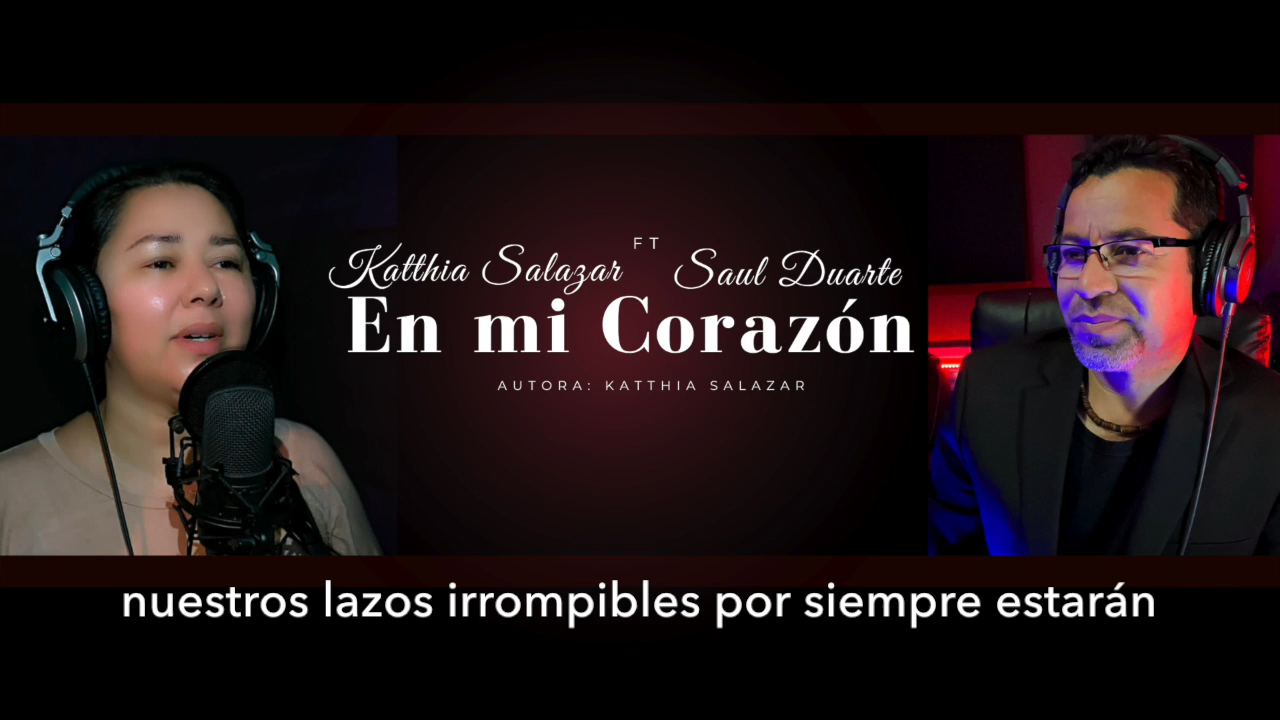 FT
Katthia Salazar Saul Duarte
En mi Corazón
AUTORA: KATTHIA SALAZAR
nuestros lazos irrompibles por siempre estarán